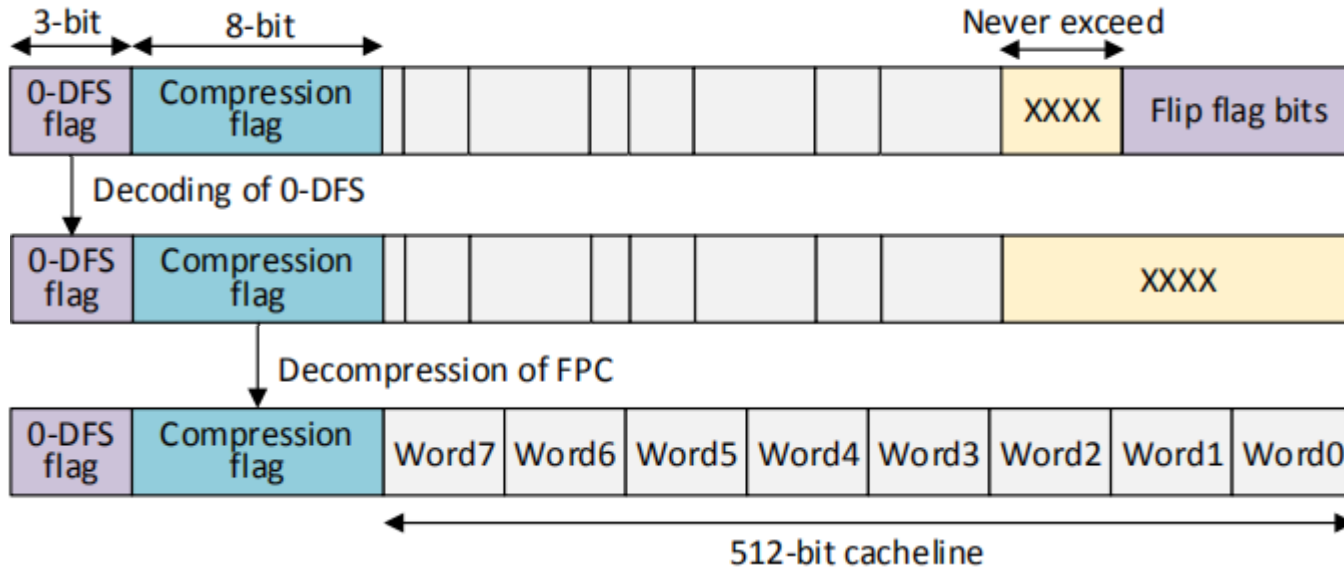 3-bit
8-bit
Never exceed
0-DFS
flag
Compression
flag
XXXX
Flip flag bits
Decoding of 0-DFS
0-DFS
flag
Compression
flag
XXXX
Decompression of FPC
0-DFS
flag
Compression
flag
Word7 Word6 Word5 Word4 Word3 Word2 Word1 Word0
512-bit cacheline